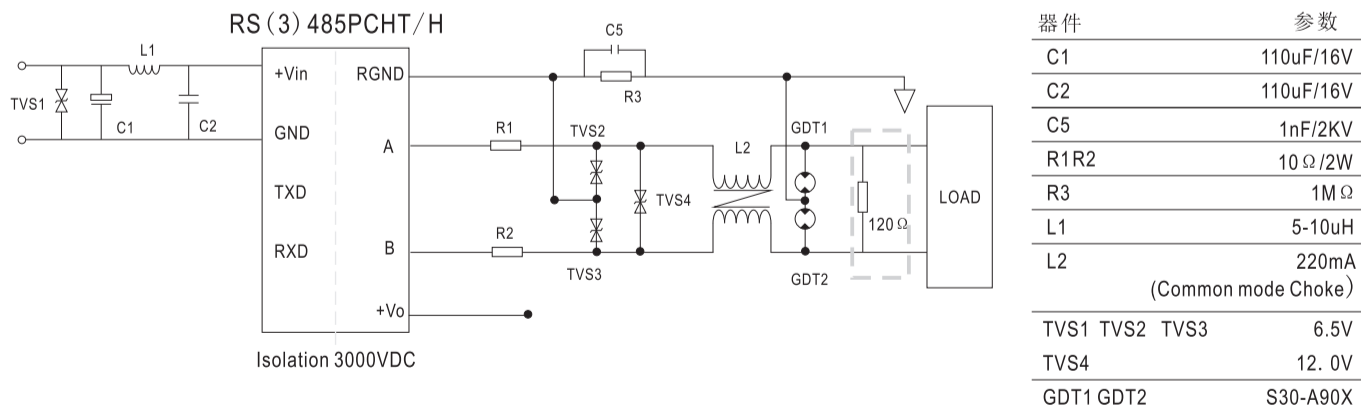 RS(3)485PCHT/H
L1
TVS1
C1
C2
+Vin
GND
TXD
RXD
RGND
A
B
+Vo
Isolation 3000VDC
C5
R3
R1
R2
TVS2
TVS3
TVS4
L2
GDT1
GDT2
120Ω
LOAD
器件 参数
C1 110uF/16V
C2 110uF/16V
C5 1nF/2KV
R1R2 10Ω/2W
R3 1MΩ
L1 5-10uH
L2 220mA
(Common mode Choke)
TVS1 TVS2 TVS3 6.5V
TVS4 12.0V
GDT1 GDT2 S30-A90X